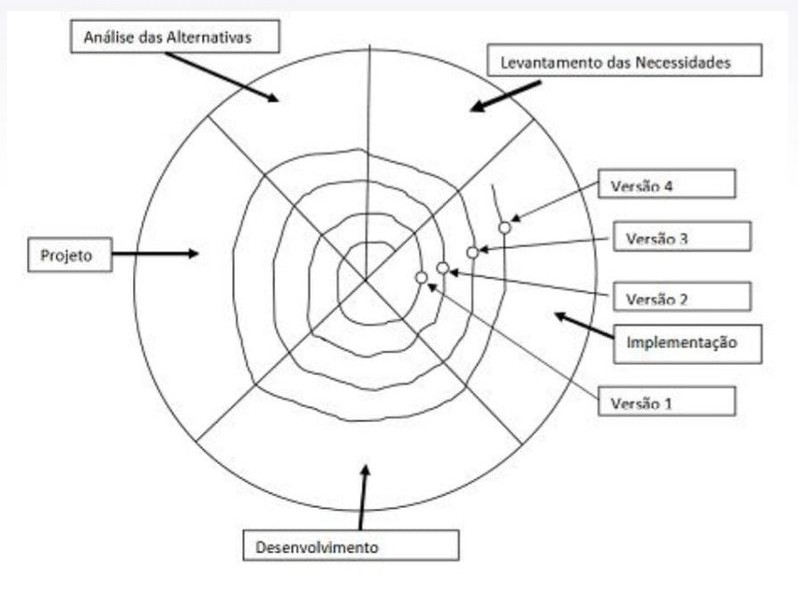 Análise das Alternativas
Levantamento das Necessidades
Versão 4
Versão 3
Projeto
Versão 2
Implementação
Versão 1
Desenvolvimento